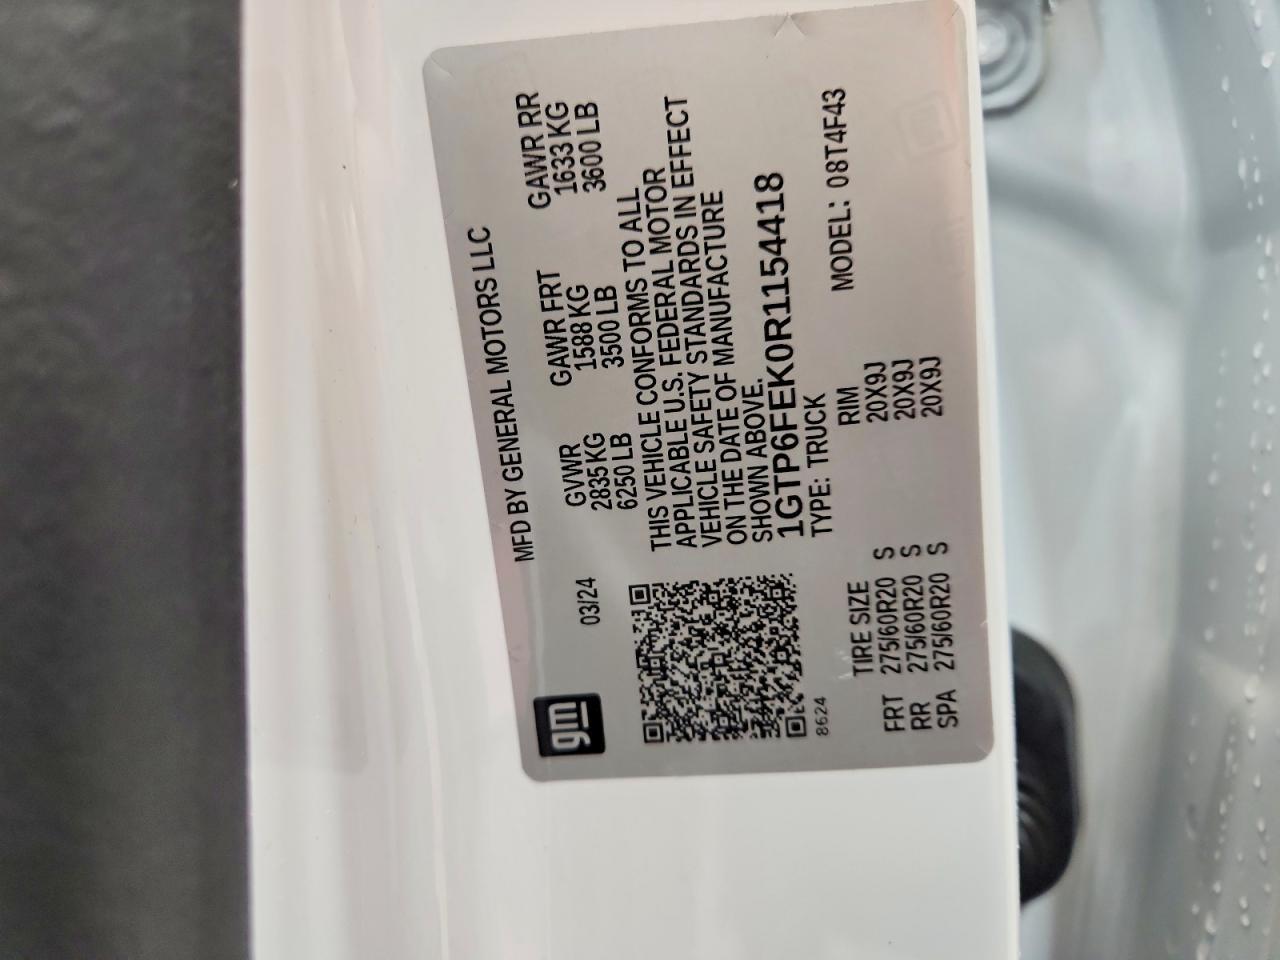 gm
MFD BY GENERAL MOTORS LLC
03/24
GVWR GAWR FRT GAWR RR
2835 KG 1588 KG 1633 KG
6250 LB 3500 LB 3600 LB
THIS VEHICLE CONFORMS TO ALL
APPLICABLE U.S. FEDERAL MOTOR
VEHICLE SAFETY STANDARDS IN EFFECT
ON THE DATE OF MANUFACTURE
SHOWN ABOVE.
1GTP6FEK0R1154418
8624
TYPE: TRUCK MODEL: 08T4F43
TIRE SIZE RIM
FRT 275/60R20 S 20X9J
RR 275/60R20 S 20X9J
SPA 275/60R20 S 20X9J